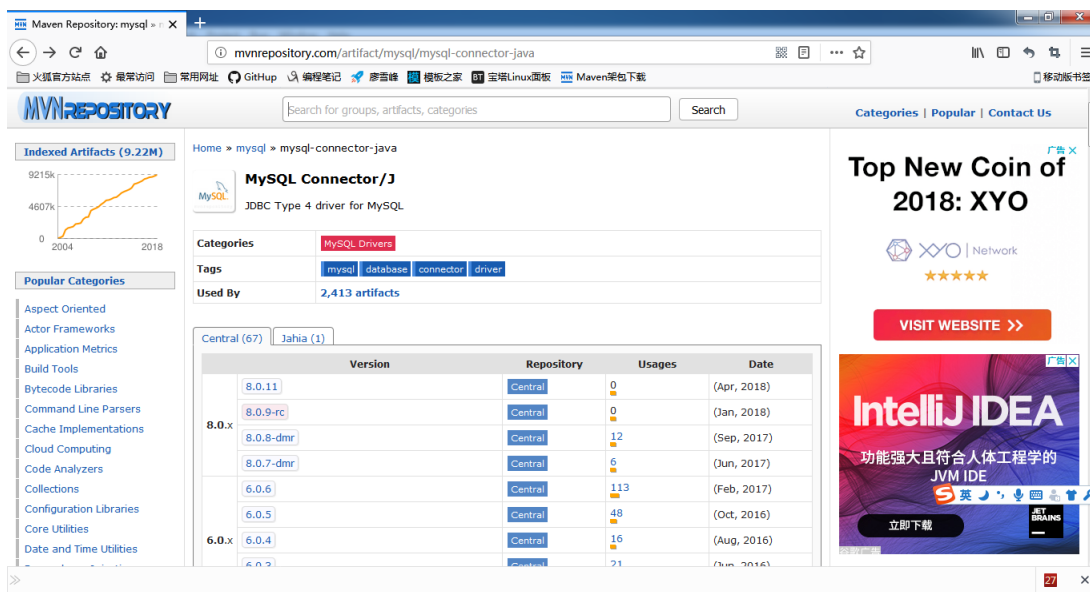 Maven Repository: mysql » n
mvnrepository.com/artifact/mysql/mysql-connector-java
火狐官方站点 最常访问 常用网址 GitHup 编程笔记 廖雪峰 模板之家 宝塔Linux面板 Maven架包下载 移动版书签
MVNREPOSITORY
Search for groups, artifacts, categories
Search
Categories | Popular | Contact Us
Indexed Artifacts (9.22M)
9215k
4607k
0
2004 2018
Popular Categories
Aspect Oriented
Actor Frameworks
Application Metrics
Build Tools
Bytecode Libraries
Command Line Parsers
Cache Implementations
Cloud Computing
Code Analyzers
Collections
Configuration Libraries
Core Utilities
Date and Time Utilities
Home » mysql » mysql-connector-java
MySQL
MySQL Connector/J
JDBC Type 4 driver for MySQL
Categories MySQL Drivers
Tags mysql database connector driver
Used By 2,413 artifacts
Central (67) Jahia (1)
Version Repository Usages Date
8.0.x
8.0.11 Central 0 (Apr, 2018)
8.0.9-rc Central 0 (Jan, 2018)
8.0.8-dmr Central 12 (Sep, 2017)
8.0.7-dmr Central 6 (Jun, 2017)
6.0.x
6.0.6 Central 113 (Feb, 2017)
6.0.5 Central 48 (Oct, 2016)
6.0.4 Central 16 (Aug, 2016)
6.0.3 Central 21 (Jun, 2016)
广告
Top New Coin of
2018: XYO
XYO Network
VISIT WEBSITE
广告
IntelliJ IDEA
功能强大且符合人体工程学的
JVM IDE
英
立即下载
JET
BRAINS
27